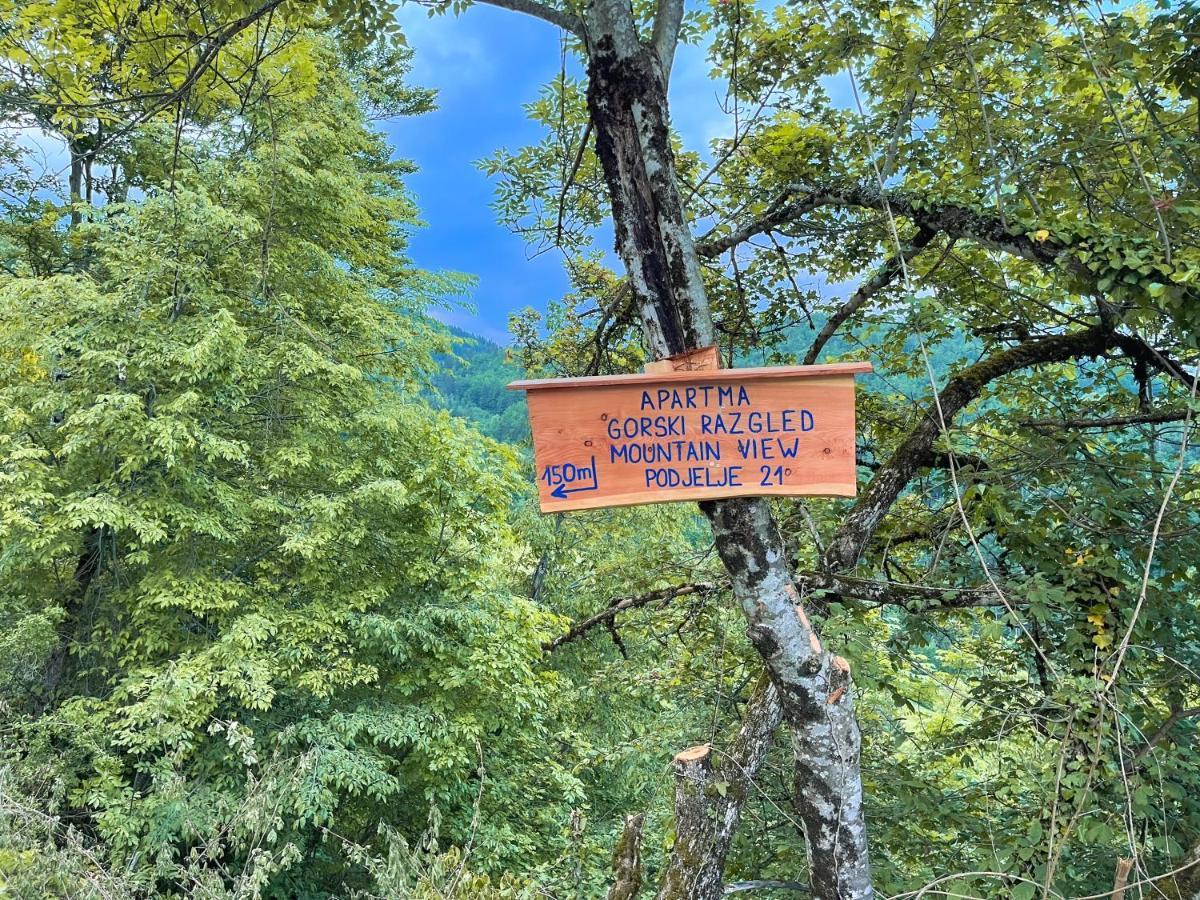 APARTMA
GORSKI RAZGLED
MOUNTAIN VIEW
150m
PODJELJE 21